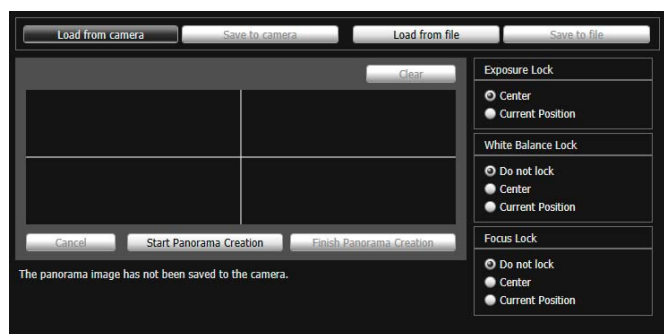 Load from camera
Save to camera
Load from file
Save to file
Clear
Cancel
Start Panorama Creation
Finish Panorama Creation
The panorama image has not been saved to the camera.
Exposure Lock
Center
Current Position
White Balance Lock
Do not lock
Center
Current Position
Focus Lock
Do not lock
Center
Current Position